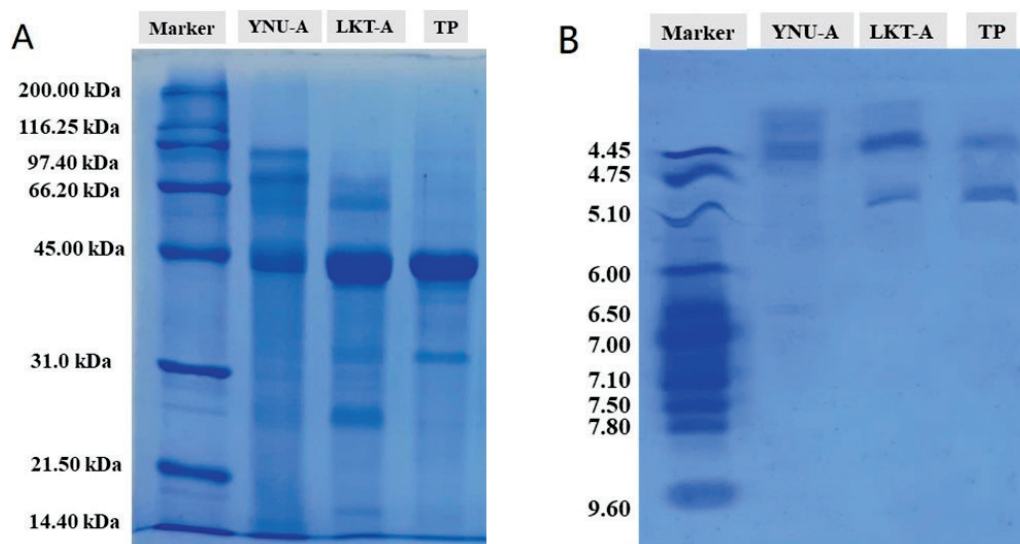 A
Marker YNU-A LKT-A TP
200.00 kDa
116.25 kDa
97.40 kDa
66.20 kDa
45.00 kDa
31.0 kDa
21.50 kDa
14.40 kDa
B
Marker YNU-A LKT-A TP
4.45
4.75
5.10
6.00
6.50
7.00
7.10
7.50
7.80
9.60